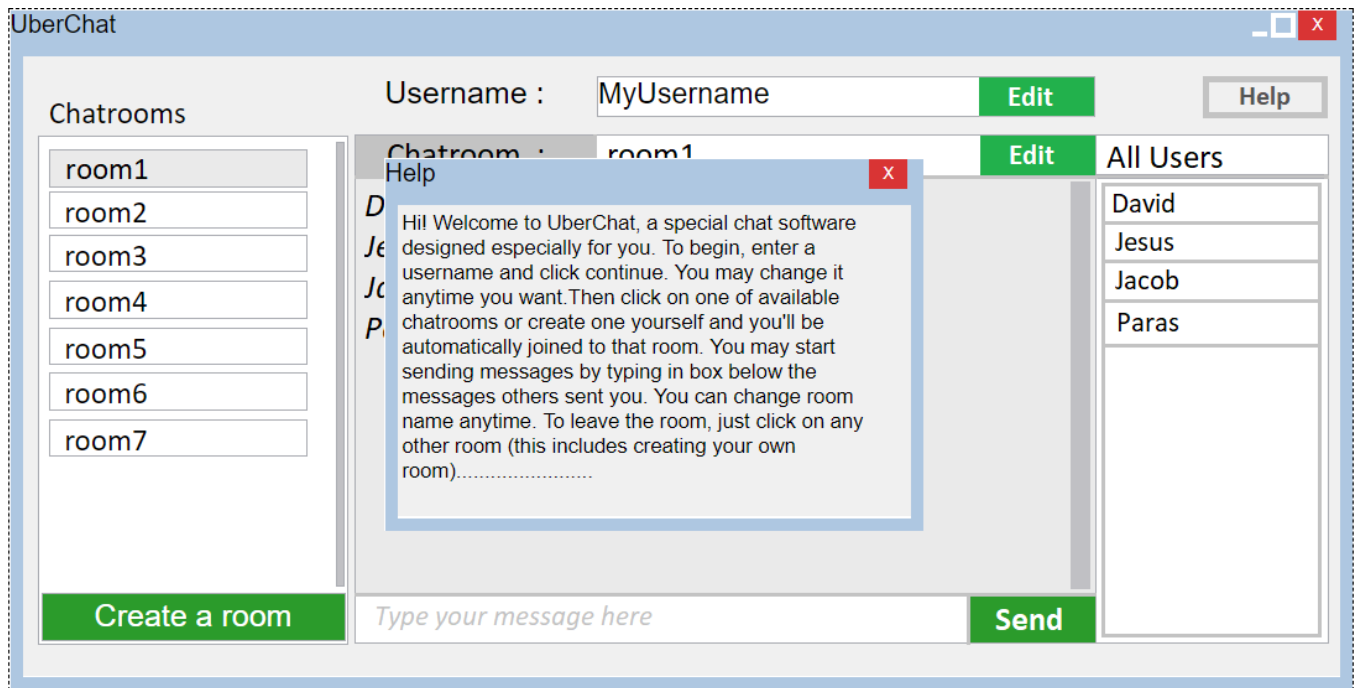 UberChat
X
Username :
MyUsername
Edit
Help
Chatrooms
Chatroom :
room1
Edit
All Users
room1
room2
room3
room4
room5
room6
room7
Create a room
Help
X
Hi! Welcome to UberChat, a special chat software
designed especially for you. To begin, enter a
username and click continue. You may change it
anytime you want.Then click on one of available
chatrooms or create one yourself and you'll be
automatically joined to that room. You may start
sending messages by typing in box below the
messages others sent you. You can change room
name anytime. To leave the room, just click on any
other room (this includes creating your own
room)........................
David
Jesus
Jacob
Paras
Type your message here
Send